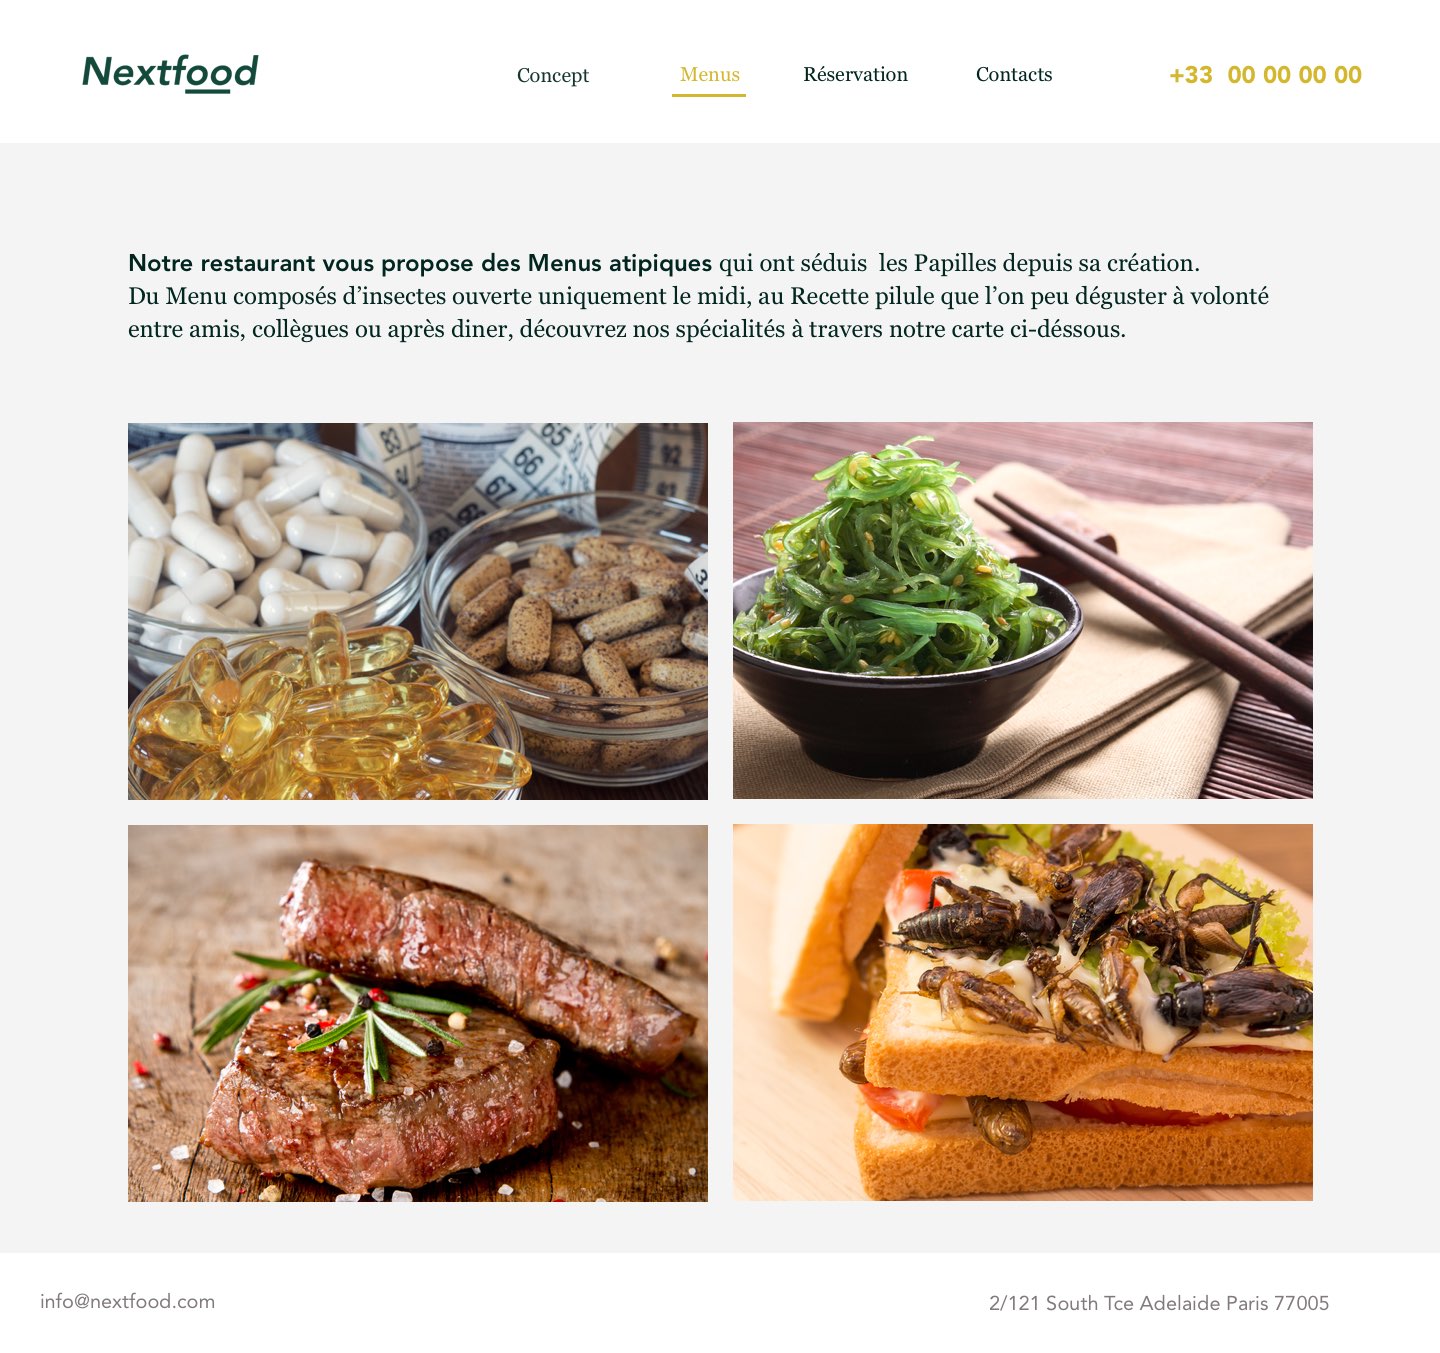 Nextfood
Concept Menus Réservation Contacts +33 00 00 00 00
Notre restaurant vous propose des Menus atipiques qui ont séduis les Papilles depuis sa création.
Du Menu composés d’insectes ouverte uniquement le midi, au Recette pilule que l’on peu déguster à volonté
entre amis, collègues ou après diner, découvrez nos spécialités à travers notre carte ci-déssous.
83
65
66
67
92
info@nextfood.com
2/121 South Tce Adelaide Paris 77005